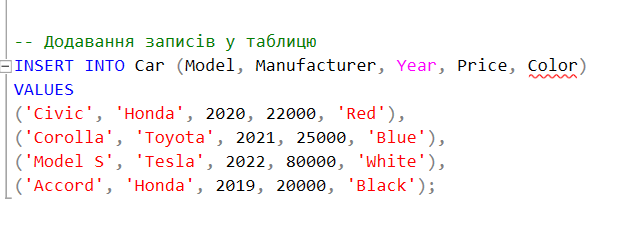 -- Додавання записів у таблицю
INSERT INTO Car (Model, Manufacturer, Year, Price, Color)
VALUES
('Civic', 'Honda', 2020, 22000, 'Red'),
('Corolla', 'Toyota', 2021, 25000, 'Blue'),
('Model S', 'Tesla', 2022, 80000, 'White'),
('Accord', 'Honda', 2019, 20000, 'Black');